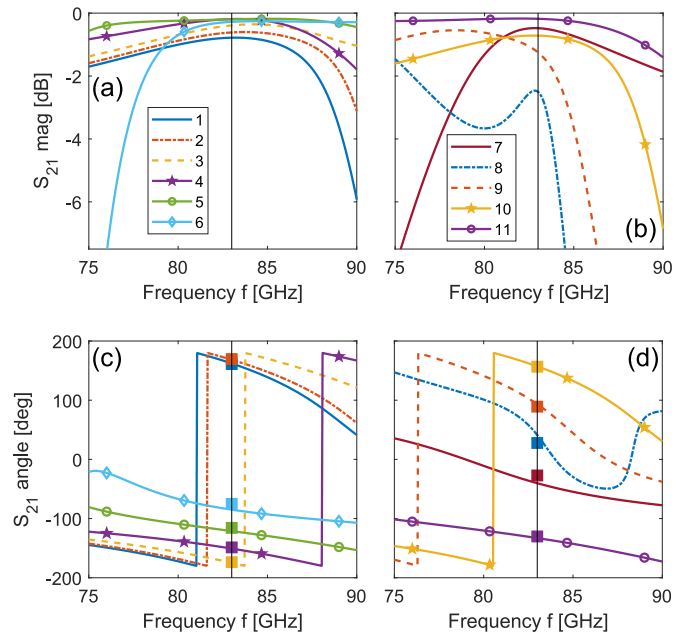 0
-2
-4
-6
S21 mag [dB]
(a)
1
2
3
4
5
6
75 80 85 90
Frequency f [GHz]
7
8
9
10
11
(b)
75 80 85 90
Frequency f [GHz]
200
100
0
-100
-200
S21 angle [deg]
(c)
75 80 85 90
Frequency f [GHz]
(d)
75 80 85 90
Frequency f [GHz]